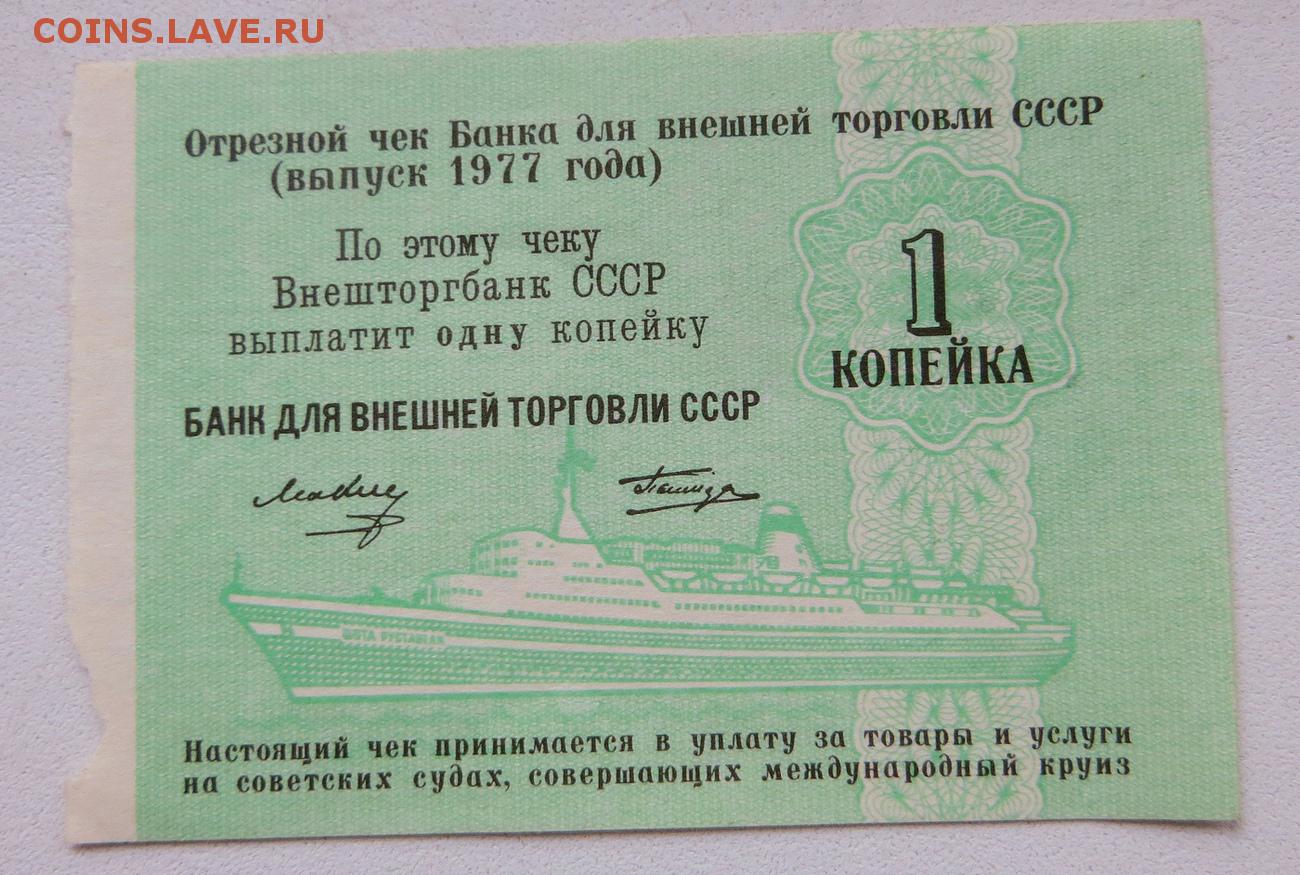 COINS.LAVE.RU
Отрезной чек Банка для внешней торговли СССР
(выпуск 1977 года)
По этому чеку
Внешторгбанк СССР
выплатит одну копейку
1
КОПЕЙКА
БАНК ДЛЯ ВНЕШНЕЙ ТОРГОВЛИ СССР
ШОТА РУСТАВЕЛИ
Настоящий чек принимается в уплату за товары и услуги
на советских судах, совершающих международный круиз